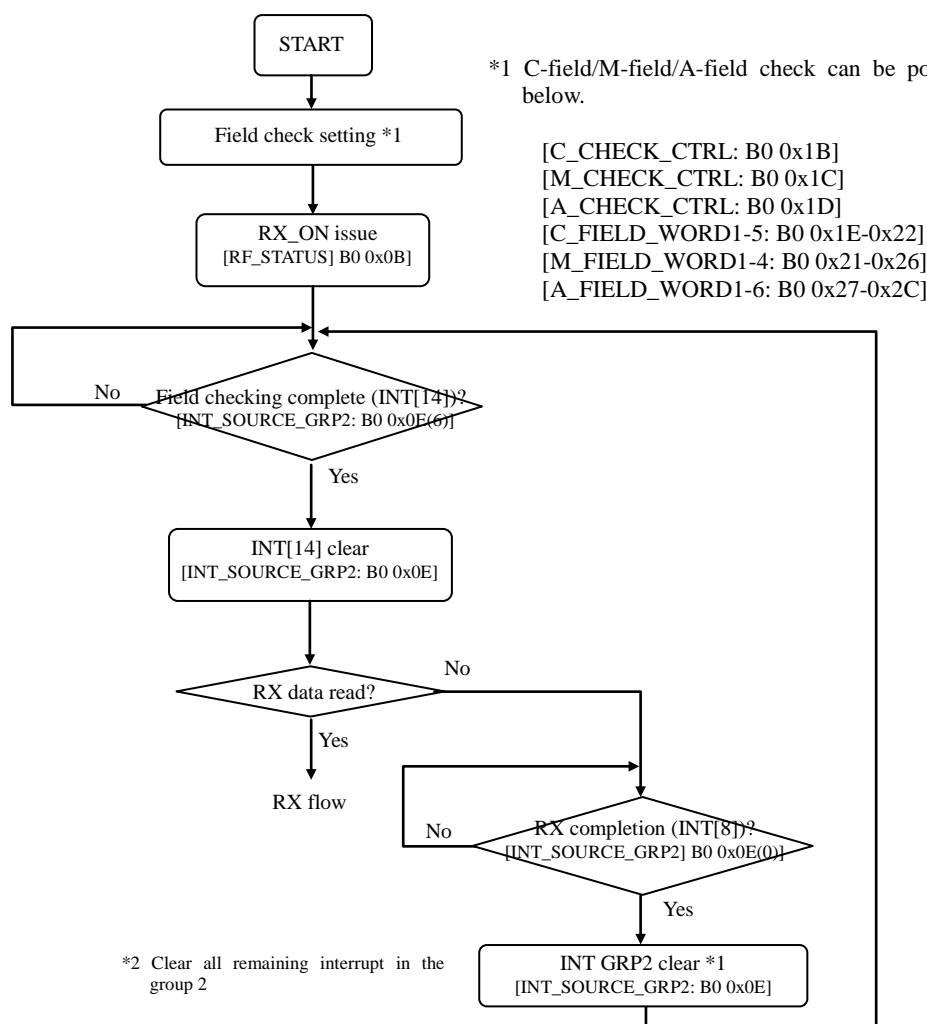 START
*1 C-field/M-field/A-field check can be po
below.
Field check setting *1
[C_CHECK_CTRL: B0 0x1B]
[M_CHECK_CTRL: B0 0x1C]
[A_CHECK_CTRL: B0 0x1D]
[C_FIELD_WORD1-5: B0 0x1E-0x22]
[M_FIELD_WORD1-4: B0 0x21-0x26]
[A_FIELD_WORD1-6: B0 0x27-0x2C]
RX_ON issue
[RF_STATUS] B0 0x0B]
No
Field checking complete (INT[14])?
[INT_SOURCE_GRP2: B0 0x0E(6)]
Yes
INT[14] clear
[INT_SOURCE_GRP2: B0 0x0E]
No
RX data read?
Yes
RX flow
No
RX completion (INT[8])?
[INT_SOURCE_GRP2] B0 0x0E(0)]
Yes
*2 Clear all remaining interrupt in the
group 2
INT GRP2 clear *1
[INT_SOURCE_GRP2: B0 0x0E]